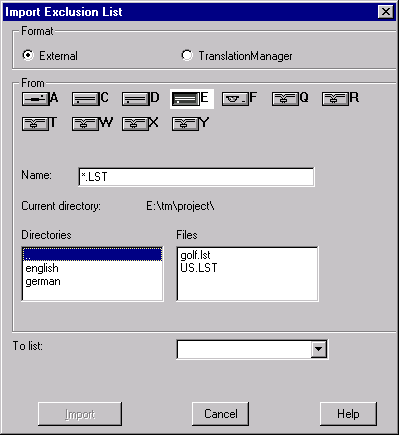 Import Exclusion List
Format
External TranslationManager
From
A C D E F Q R
T W X Y
Name: *.LST
Current directory: E:\tm\project\
Directories Files
.. golf.lst
english US.LST
german
To list:
Import Cancel Help